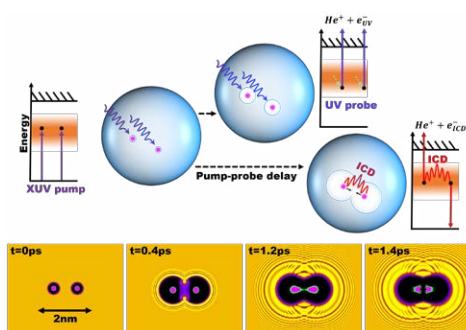 He⁺ + e⁻UV
UV probe
Energy
XUV pump
Pump-probe delay
ICD
He⁺ + e⁻ICD
ICD
t=0ps
t=0.4ps
t=1.2ps
t=1.4ps
2nm